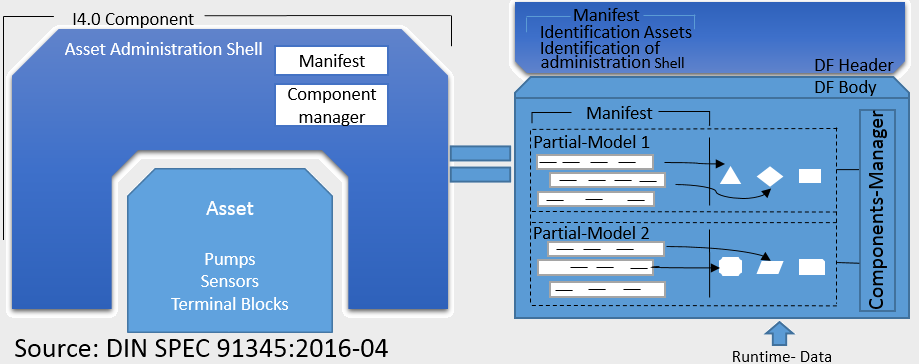 I4.0 Component
Asset Administration Shell
Manifest
Component
manager
Asset
Pumps
Sensors
Terminal Blocks
Source: DIN SPEC 91345:2016-04
Manifest
Identification Assets
Identification of
administration Shell
DF Header
DF Body
Manifest
Partial-Model 1
Partial-Model 2
Components-Manager
Runtime- Data